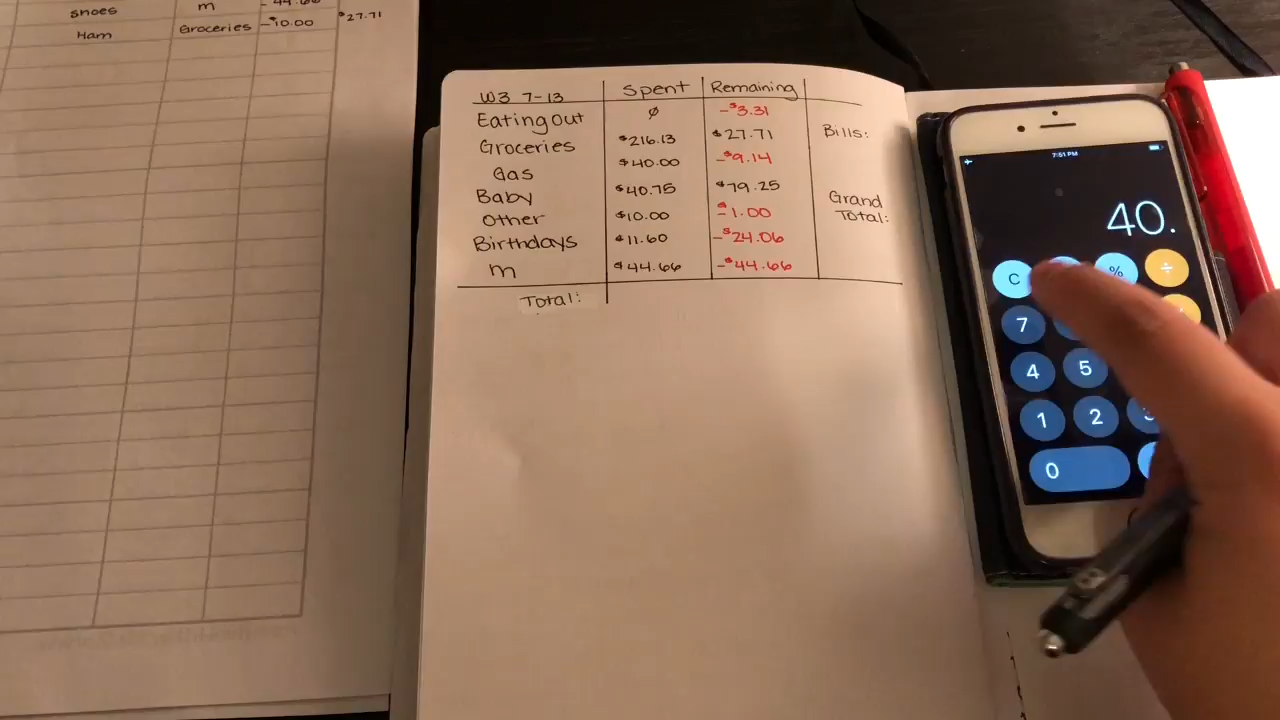 snoes m - 44.66
Ham Groceries -$10.00 $27.71
W3 7-13 Spent Remaining
Eating out ∅ -$3.31
Groceries $216.13 $27.71 Bills:
Gas $40.00 -$9.14
Baby $40.75 $79.25 Grand
Other $10.00 -$1.00 Total:
Birthdays $11.60 -$24.06
m $44.66 -$44.66
Total:
7:51 PM
40.
C % ÷
7
4 5
1 2
0